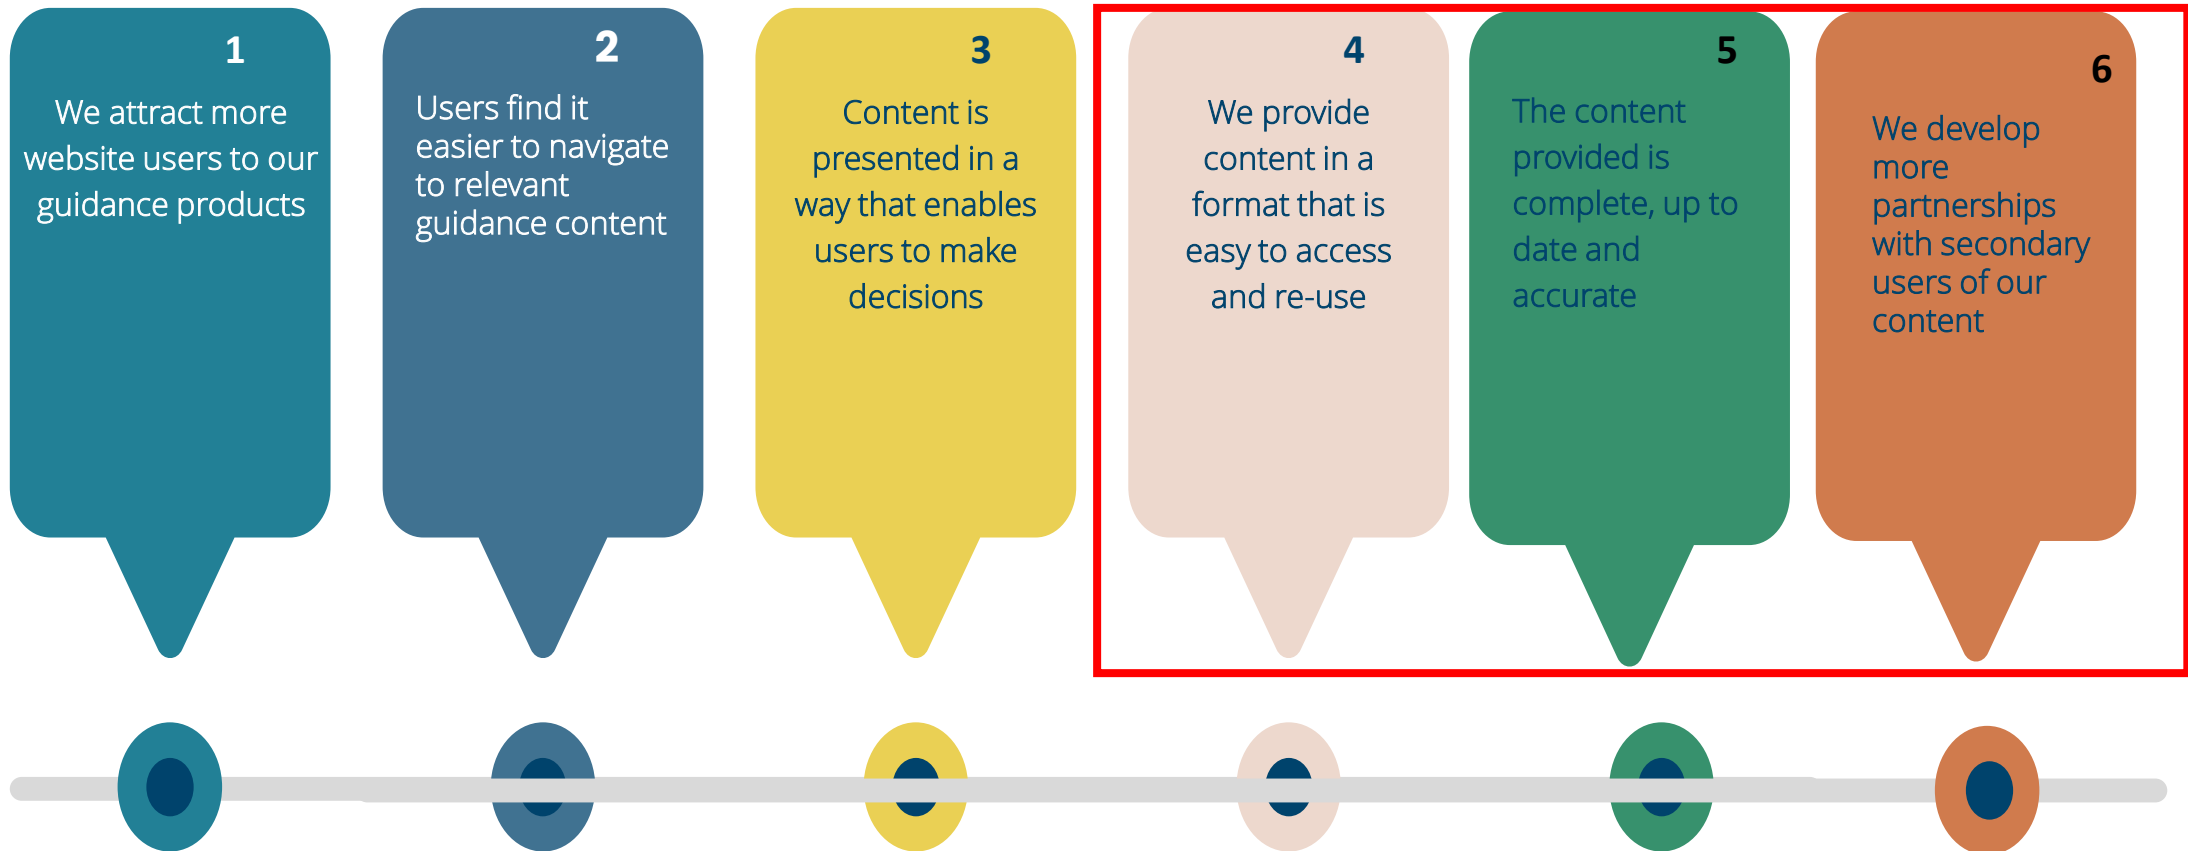 1
We attract more
website users to our
guidance products
2
Users find it
easier to navigate
to relevant
guidance content
3
Content is
presented in a
way that enables
users to make
decisions
4
We provide
content in a
format that is
easy to access
and re-use
5
The content
provided is
complete, up to
date and
accurate
6
We develop
more
partnerships
with secondary
users of our
content